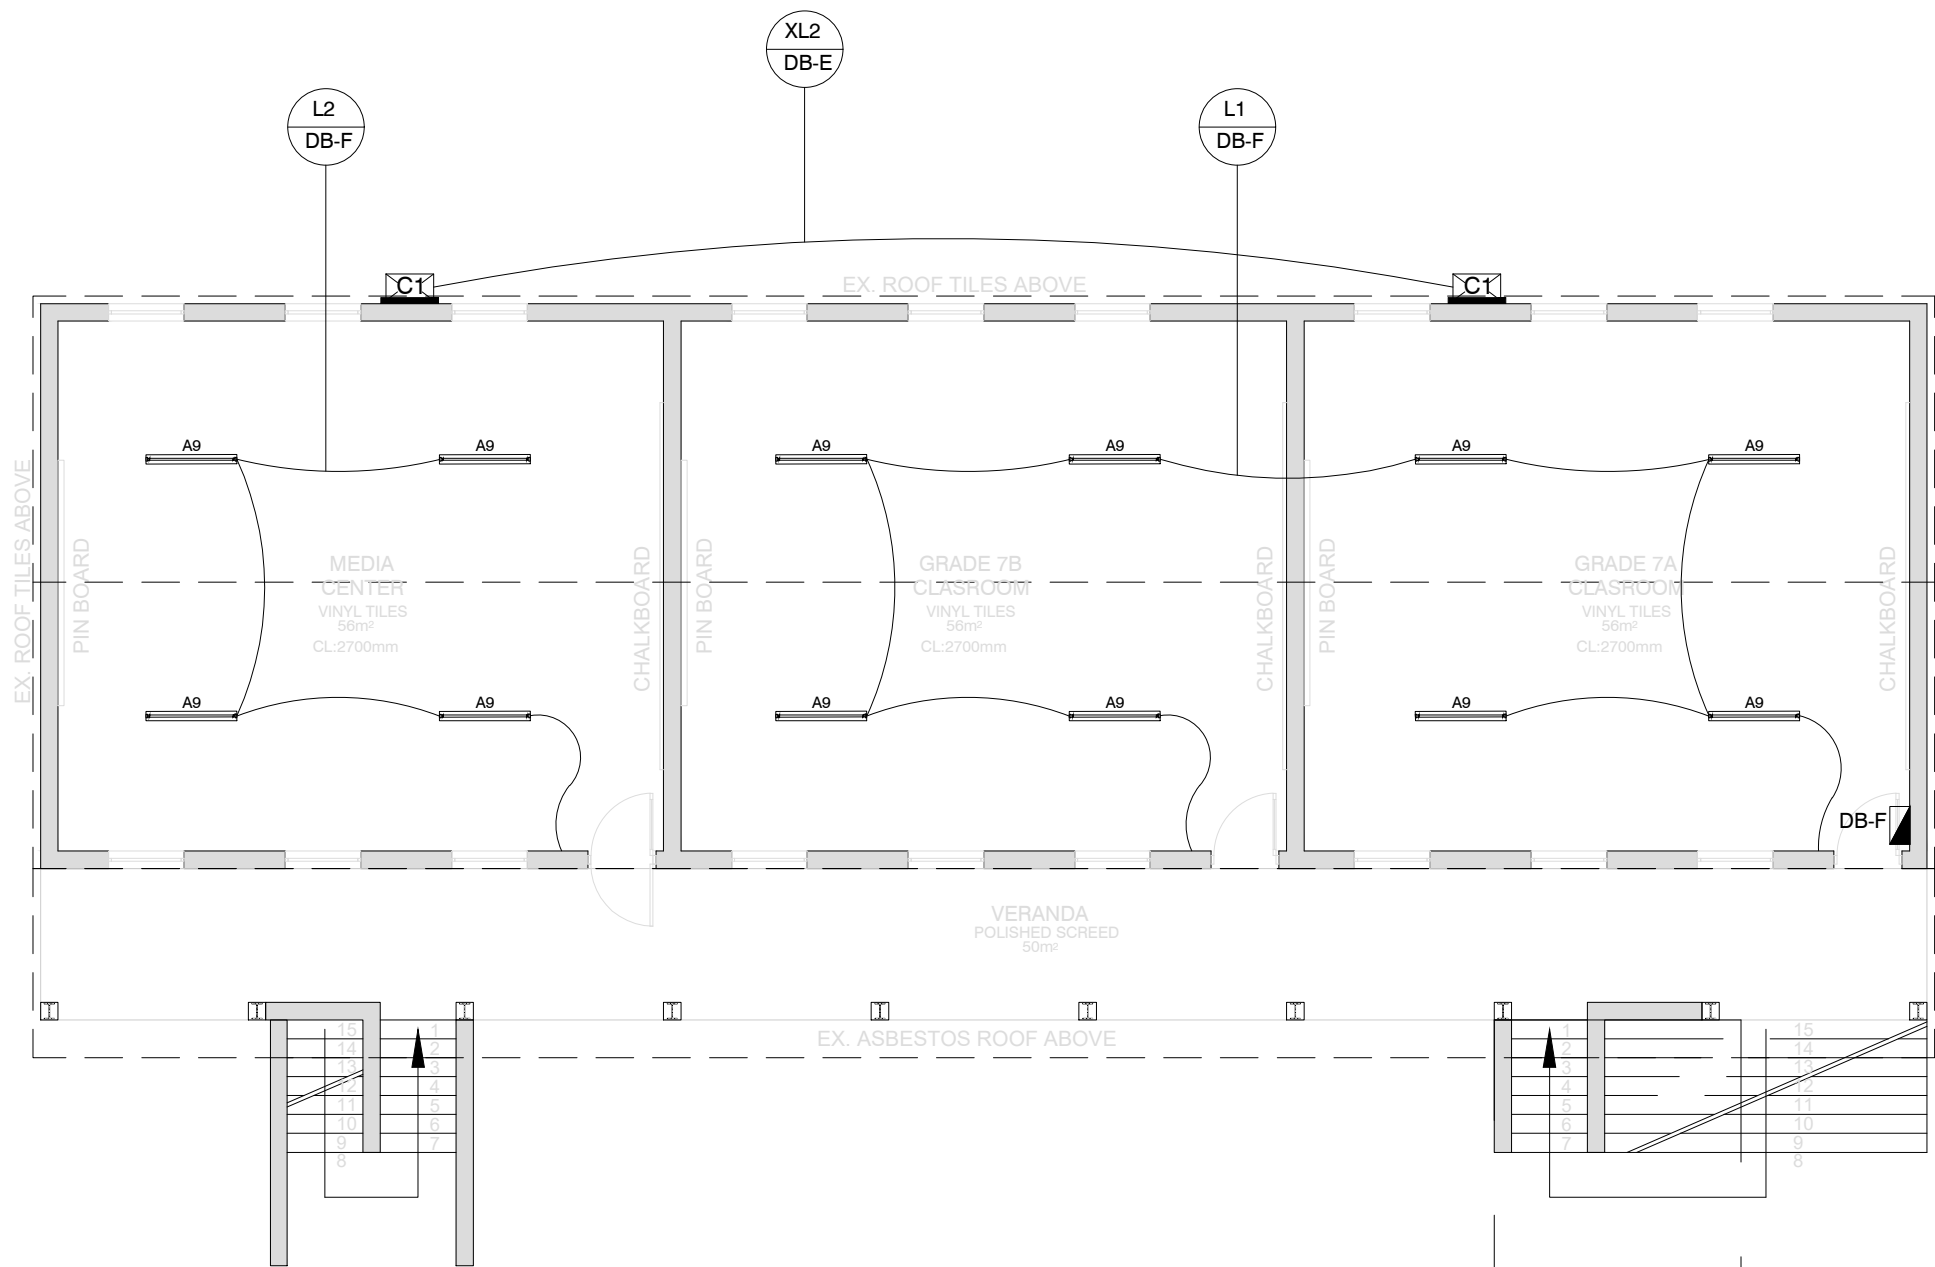 XL2
DB-E
L2
DB-F
L1
DB-F
C1
C1
EX. ROOF TILES ABOVE
EX. ROOF TILES ABOVE
A9
A9
A9
A9
A9
A9
PIN BOARD
MEDIA
CENTER
VINYL TILES
56m²
CL:2700mm
CHALKBOARD
PIN BOARD
GRADE 7B
CLASROOM
VINYL TILES
56m²
CL:2700mm
CHALKBOARD
PIN BOARD
GRADE 7A
CLASROOM
VINYL TILES
56m²
CL:2700mm
CHALKBOARD
A9
A9
A9
A9
A9
A9
DB-F
VERANDA
POLISHED SCREED
50m²
EX. ASBESTOS ROOF ABOVE
15
14
13
12
11
10
9
8
1
2
3
4
5
6
7
1
2
3
4
5
6
7
15
14
13
12
11
10
9
8